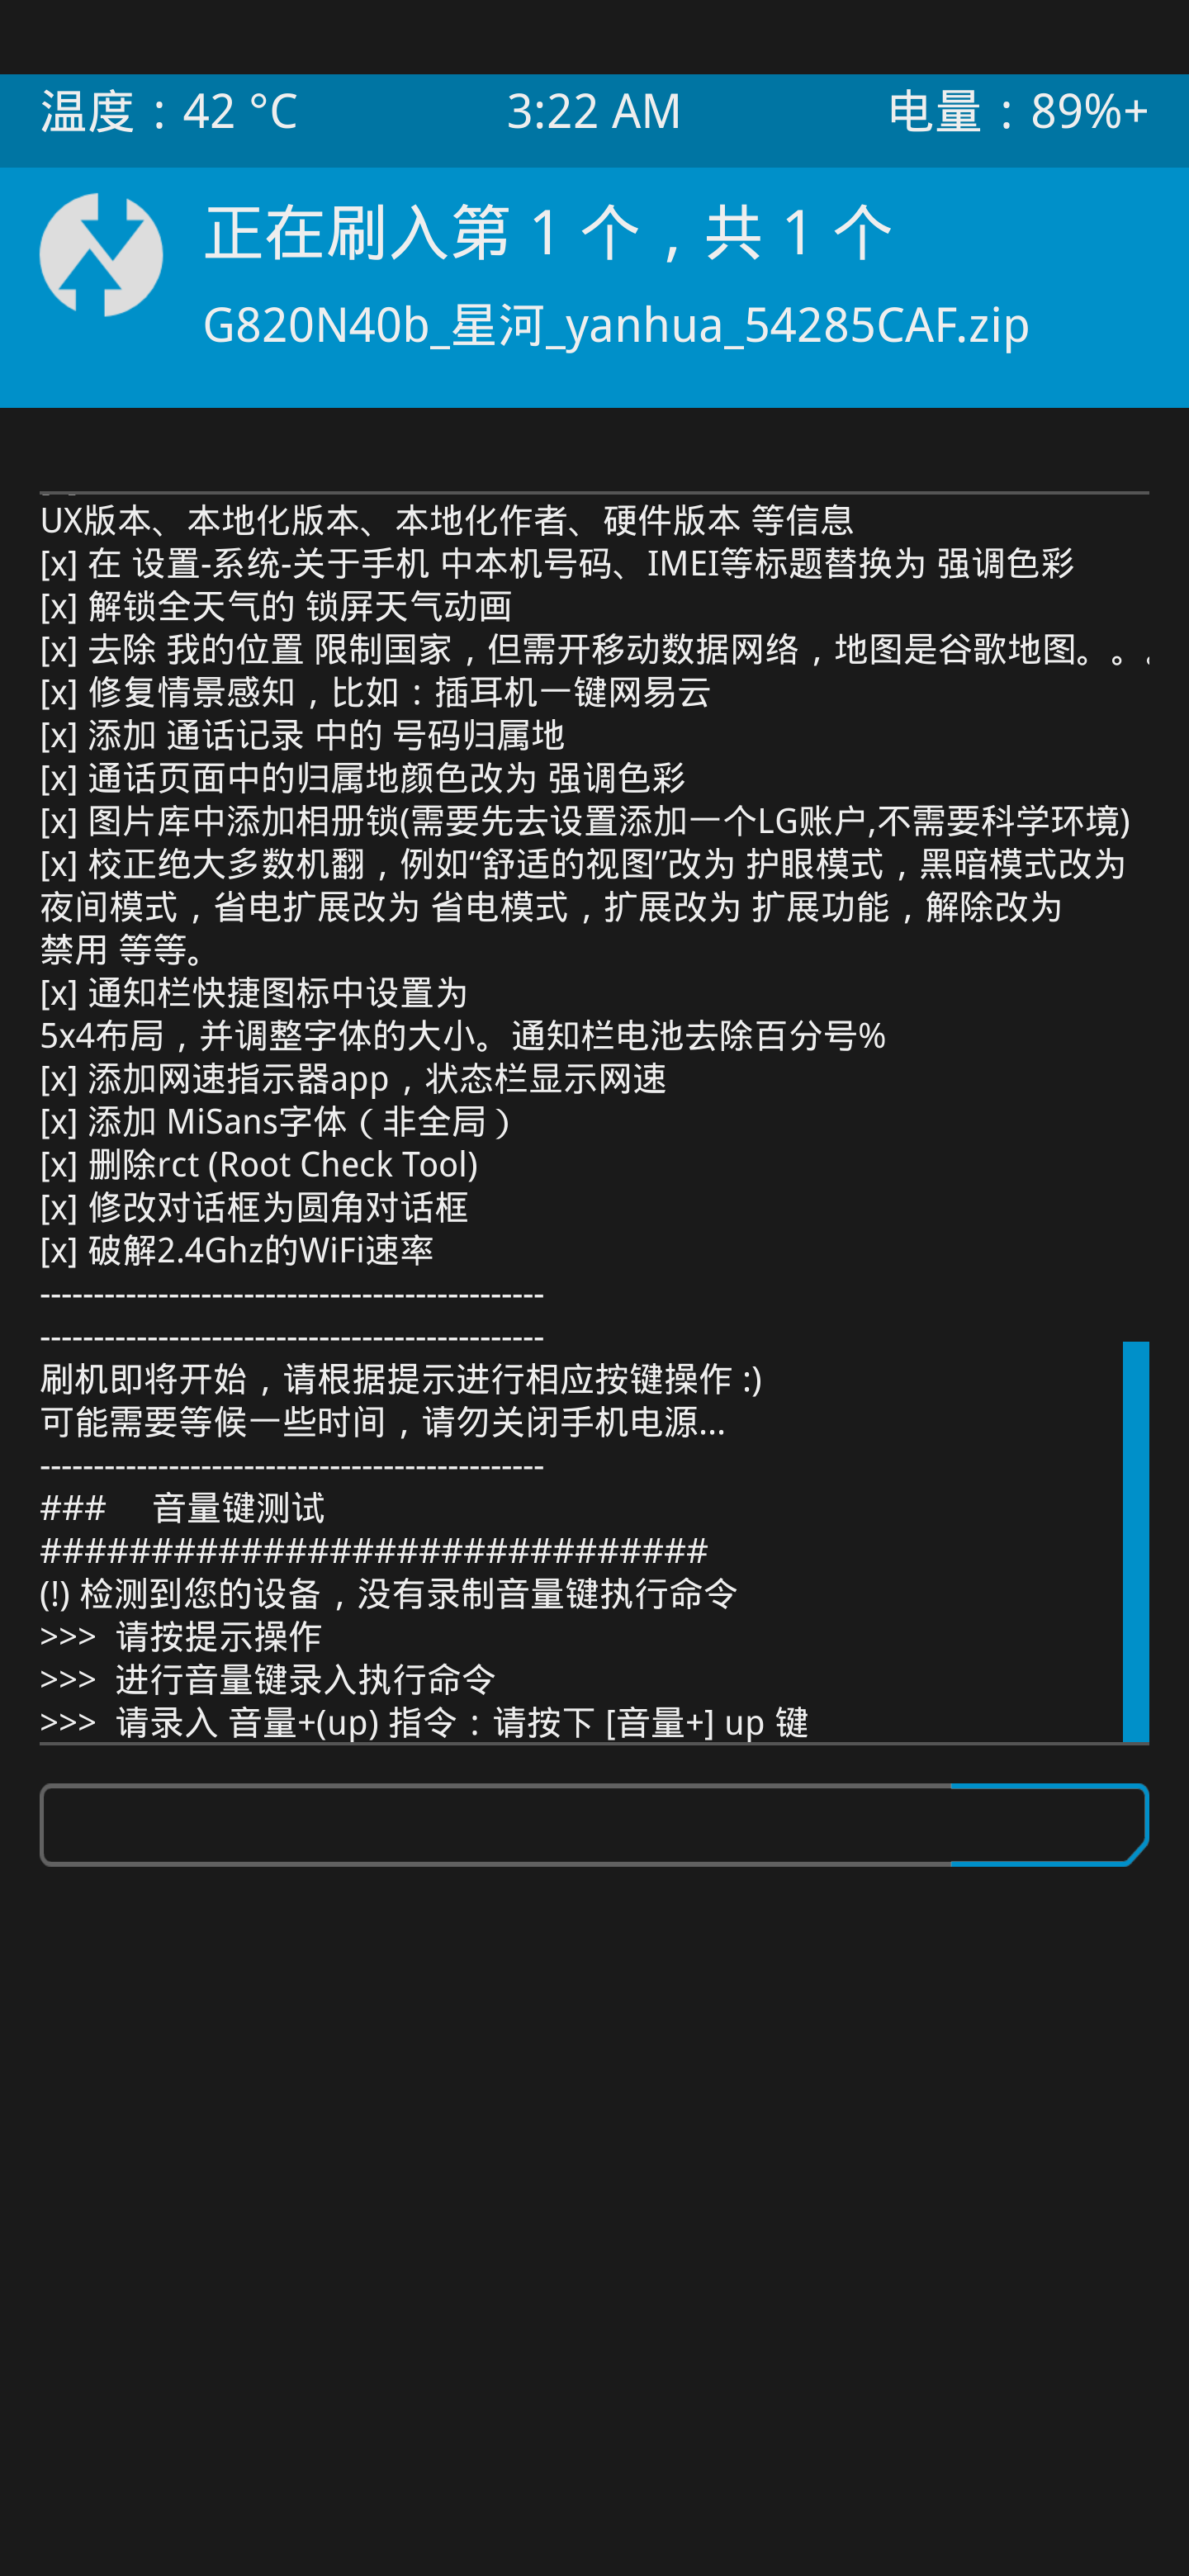 温度：42 °C 3:22 AM 电量：89%+
正在刷入第 1 个，共 1 个
G820N40b_星河_yanhua_54285CAF.zip
UX版本、本地化版本、本地化作者、硬件版本 等信息
[x] 在 设置-系统-关于手机 中本机号码、IMEI等标题替换为 强调色彩
[x] 解锁全天气的 锁屏天气动画
[x] 去除 我的位置 限制国家，但需开移动数据网络，地图是谷歌地图。。。
[x] 修复情景感知，比如：插耳机一键网易云
[x] 添加 通话记录 中的 号码归属地
[x] 通话页面中的归属地颜色改为 强调色彩
[x] 图片库中添加相册锁(需要先去设置添加一个LG账户,不需要科学环境)
[x] 校正绝大多数机翻，例如“舒适的视图”改为 护眼模式，黑暗模式改为
夜间模式，省电扩展改为 省电模式，扩展改为 扩展功能，解除改为
禁用 等等。
[x] 通知栏快捷图标中设置为
5x4布局，并调整字体的大小。通知栏电池去除百分号%
[x] 添加网速指示器app，状态栏显示网速
[x] 添加 MiSans字体（非全局）
[x] 删除rct (Root Check Tool)
[x] 修改对话框为圆角对话框
[x] 破解2.4Ghz的WiFi速率
-----------------------------------------------
-----------------------------------------------
刷机即将开始，请根据提示进行相应按键操作 :)
可能需要等候一些时间，请勿关闭手机电源...
-----------------------------------------------
### 音量键测试
##############################
(!) 检测到您的设备，没有录制音量键执行命令
>>> 请按提示操作
>>> 进行音量键录入执行命令
>>> 请录入 音量+(up) 指令：请按下 [音量+] up 键